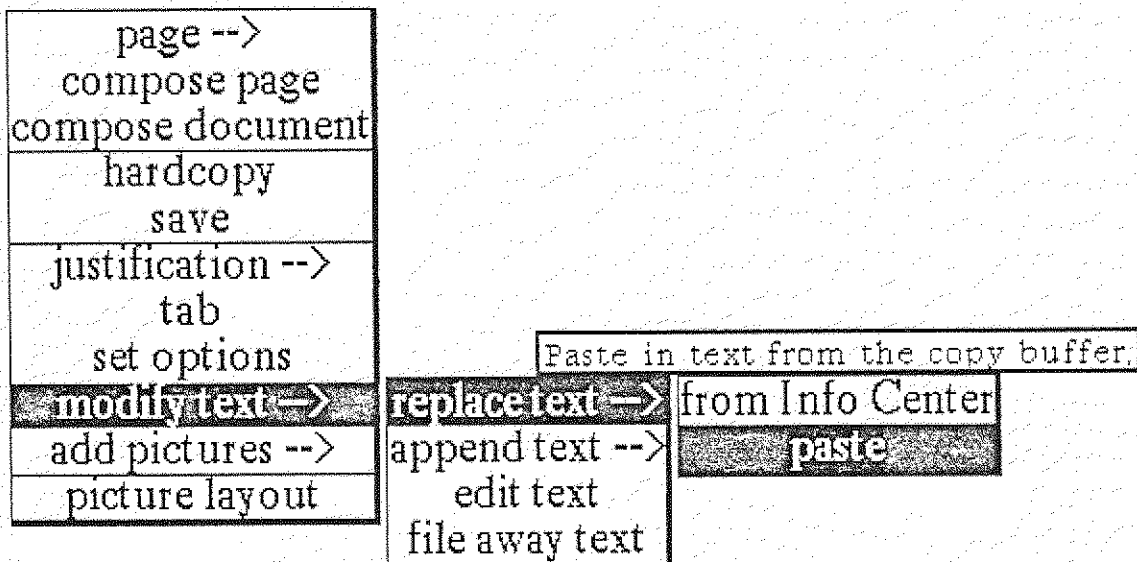 page -->
compose page
compose document
hardcopy
save
justification -->
tab
set options
modify text -->
add pictures -->
picture layout
replace text -->
append text -->
edit text
file away text
Paste in text from the copy buffer.
from Info Center
paste